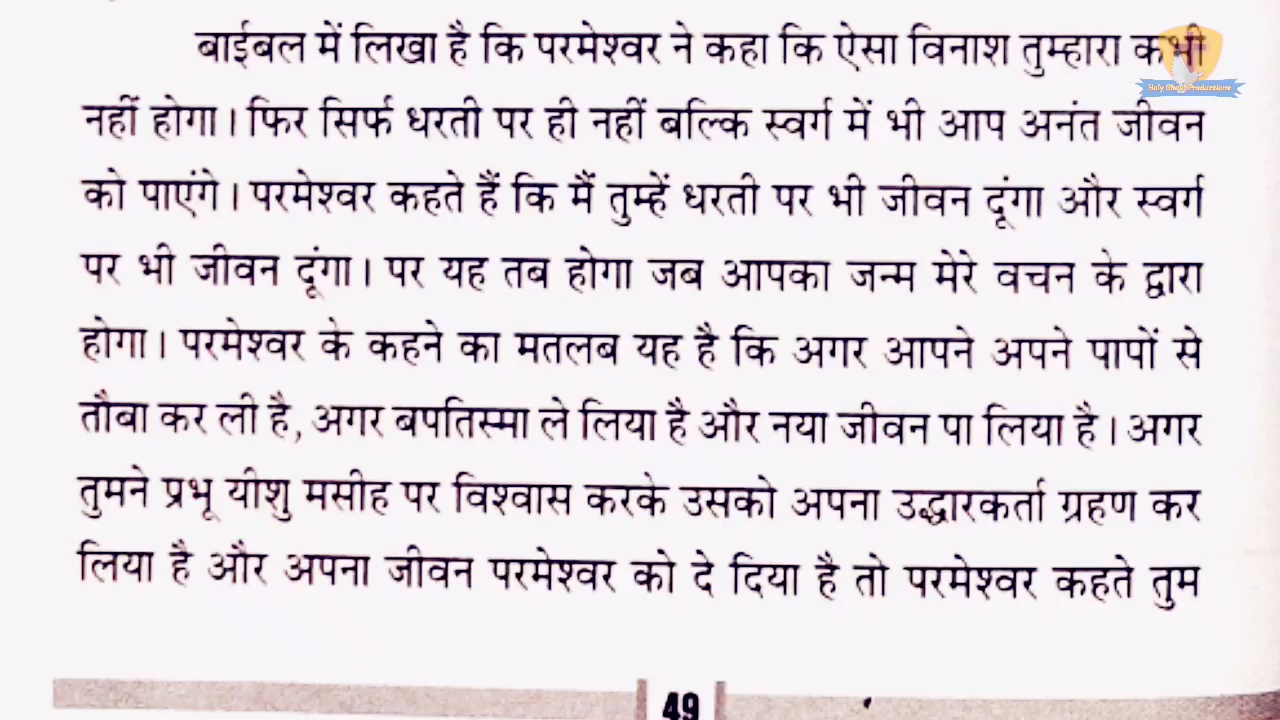 बाईबल में लिखा है कि परमेश्वर ने कहा कि ऐसा विनाश तुम्हारा कभी
नहीं होगा। फिर सिर्फ धरती पर ही नहीं बल्कि स्वर्ग में भी आप अनंत जीवन
को पाएंगे। परमेश्वर कहते हैं कि मैं तुम्हें धरती पर भी जीवन दूंगा और स्वर्ग
पर भी जीवन दूंगा। पर यह तब होगा जब आपका जन्म मेरे वचन के द्वारा
होगा। परमेश्वर के कहने का मतलब यह है कि अगर आपने अपने पापों से
तौबा कर ली है, अगर बपतिस्मा ले लिया है और नया जीवन पा लिया है। अगर
तुमने प्रभू यीशु मसीह पर विश्वास करके उसको अपना उद्धारकर्ता ग्रहण कर
लिया है और अपना जीवन परमेश्वर को दे दिया है तो परमेश्वर कहते तुम
49
Holy Ghost Productions